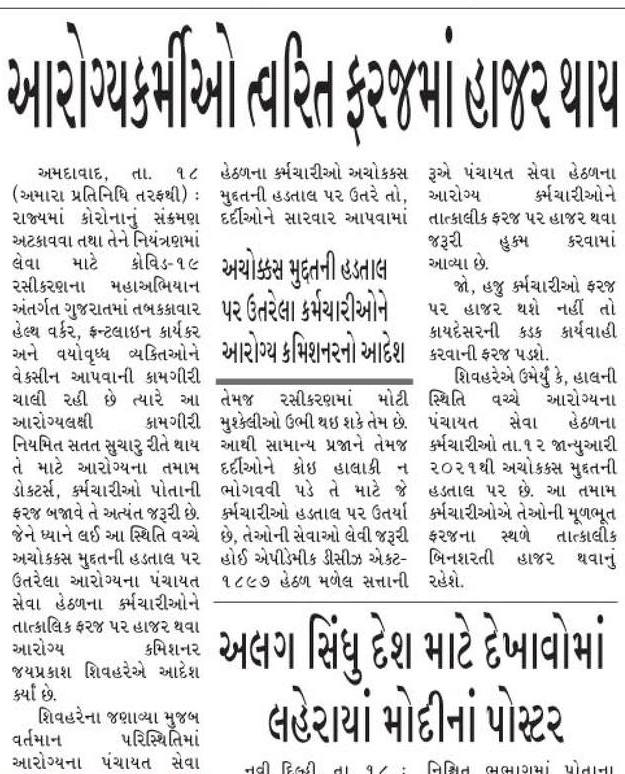 આરોગ્યકર્મીઓ ત્વરિત ફરજમાં હાજર થાય
અમદાવાદ, તા. ૧૮
(અમારા પ્રતિનિધિ તરફથી) :
રાજ્યમાં કોરોનાનું સંક્રમણ
અટકાવવા તથા તેને નિયંત્રણમાં
લેવા માટે કોવિડ-૧૯
રસીકરણના મહાઅભિયાન
અંતર્ગત ગુજરાતમાં તબક્કાવાર
હેલ્થ વર્કર, ફ્રન્ટલાઇન કાર્યકર
અને વયોવૃધ્ધ વ્યકિતઓને
વેક્સીન આપવાની કામગીરી
ચાલી રહી છે ત્યારે આ
આરોગ્યલક્ષી કામગીરી
નિયમિત સતત સુચારુ રીતે થાય
તે માટે આરોગ્યના તમામ
ડોકટર્સ, કર્મચારીઓ પોતાની
ફરજ બજાવે તે અત્યંત જરૂરી છે.
જેને ધ્યાને લઈ આ સ્થિતિ વચ્ચે
અચોકકસ મુદ્દતની હડતાલ પર
ઉતરેલા આરોગ્યના પંચાયત
સેવા હેઠળના કર્મચારીઓને
તાત્કાલિક ફરજ પર હાજર થવા
આરોગ્ય કમિશનર
જયપ્રકાશ શિવહરેએ આદેશ
કર્યા છે.
શિવહરેના જણાવ્યા મુજબ
વર્તમાન પરિસ્થિતિમાં
આરોગ્યના પંચાયત સેવા
હેઠળના કર્મચારીઓ અચોકકસ
મુદ્દતની હડતાલ પર ઉતરે તો,
દર્દીઓને સારવાર આપવામાં
અચોક્કસ મુદ્દતની હડતાલ
પર ઉતરેલા કર્મચારીઓને
આરોગ્ય કમિશનરનો આદેશ
તેમજ રસીકરણમાં મોટી
મુશ્કેલીઓ ઉભી થઇ શકે તેમ છે.
આથી સામાન્ય પ્રજાને તેમજ
દર્દીઓને કોઇ હાલાકી ન
ભોગવવી પડે તે માટે જે
કર્મચારીઓ હડતાલ પર ઉતર્યા
છે, તેઓની સેવાઓ લેવી જરૂરી
હોઈ એપીડેમીક ડીસીઝ એક્ટ-
૧૮૯૭ હેઠળ મળેલ સત્તાની
રૂએ પંચાયત સેવા હેઠળના
આરોગ્ય કર્મચારીઓને
તાત્કાલીક ફરજ પર હાજર થવા
જરૂરી હુકમ કરવામાં
આવ્યા છે.
જો, હજુ કર્મચારીઓ ફરજ
પર હાજર થશે નહીં તો
કાયદેસરની કડક કાર્યવાહી
કરવાની ફરજ પડશે.
શિવહરેએ ઉમેર્યું કે, હાલની
સ્થિતિ વચ્ચે આરોગ્યના
પંચાયત સેવા હેઠળના
કર્મચારીઓ તા.૧૨ જાન્યુઆરી
૨૦૨૧થી અચોકકસ મુદ્દતની
હડતાલ પર છે. આ તમામ
કર્મચારીઓએ તેઓની મૂળભૂત
ફરજના સ્થળે તાત્કાલીક
બિનશરતી હાજર થવાનું
રહેશે.
અલગ સિંધુ દેશ માટે દેખાવોમાં
લહેરાયાં મોદીનાં પોસ્ટર
નવી દિલ્હી તા ૧૮ :
નિશ્ચિત ભૂભાગમાં પોતાના